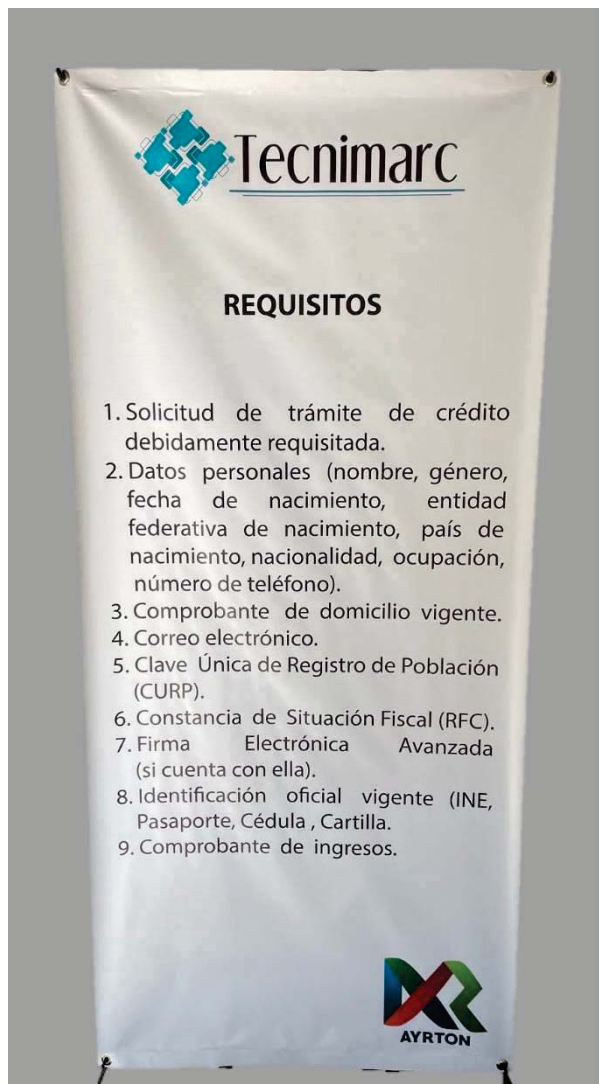 Tecnimarc
REQUISITOS
1. Solicitud de trámite de crédito
debidamente requisitada.
2. Datos personales (nombre, género,
fecha de nacimiento, entidad
federativa de nacimiento, país de
nacimiento, nacionalidad, ocupación,
número de teléfono).
3. Comprobante de domicilio vigente.
4. Correo electrónico.
5. Clave Única de Registro de Población
(CURP).
6. Constancia de Situación Fiscal (RFC).
7. Firma Electrónica Avanzada
(si cuenta con ella).
8. Identificación oficial vigente (INE,
Pasaporte, Cédula , Cartilla.
9. Comprobante de ingresos.
AYRTON